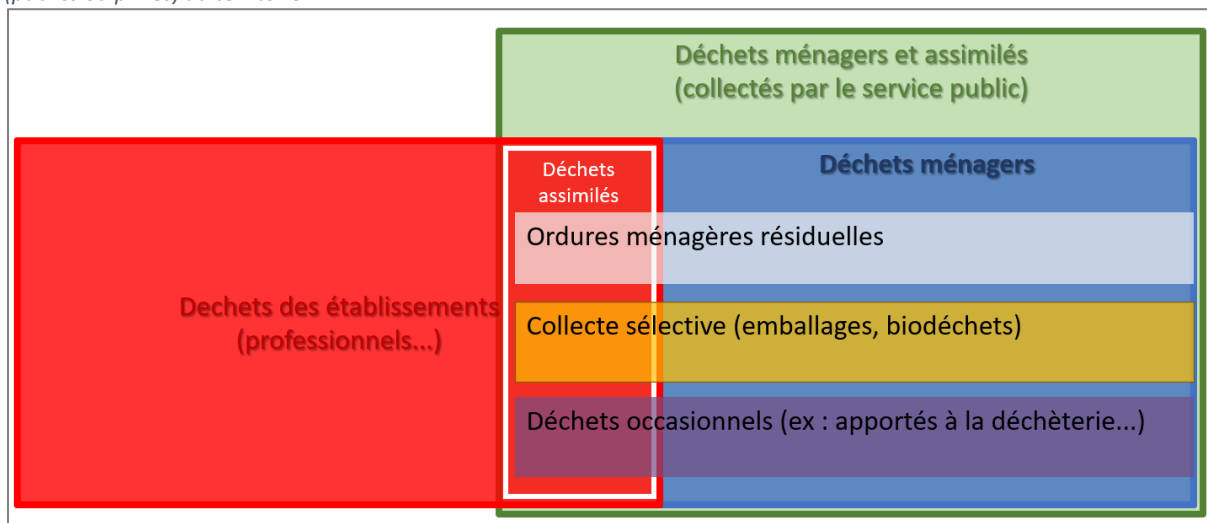 Déchets ménagers et assimilés
(collectés par le service public)
Déchets
assimilés
Déchets ménagers
Ordures ménagères résiduelles
Dechets des établissements
(professionnels...)
Collecte sélective (emballages, biodéchets)
Déchets occasionnels (ex : apportés à la déchèterie...)